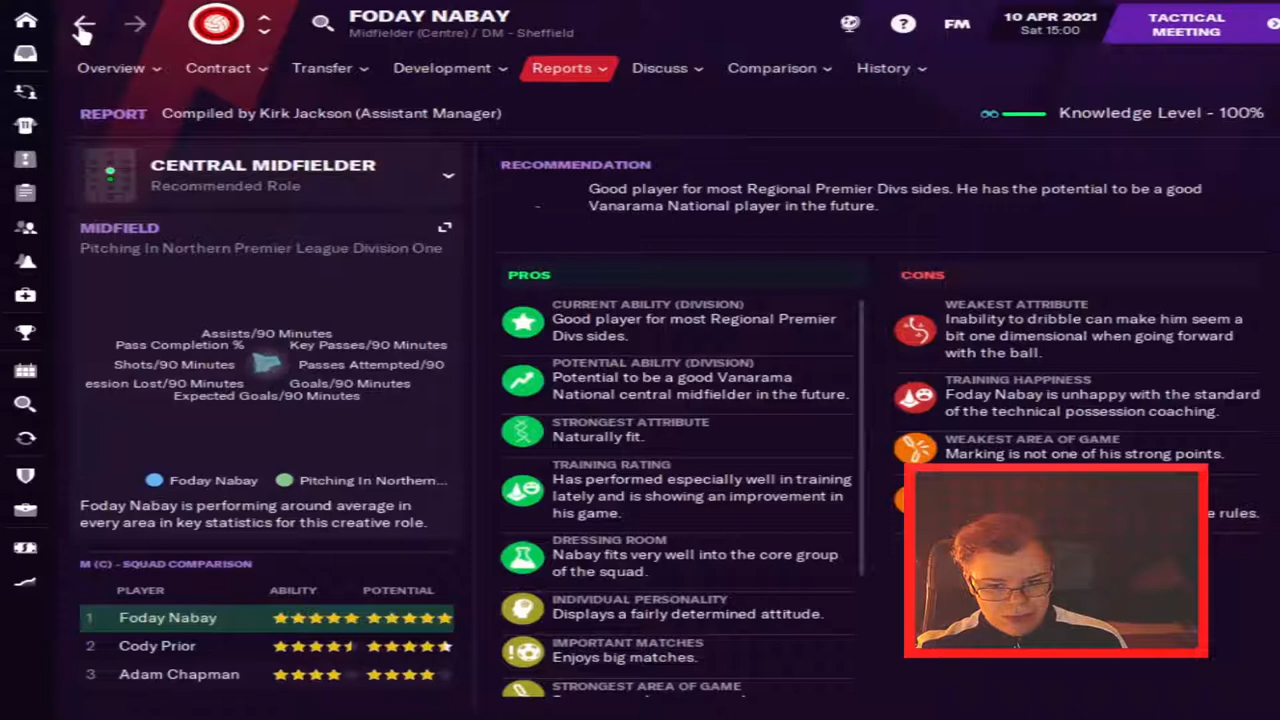 FODAY NABAY
Midfielder (Centre) / DM - Sheffield
FM
10 APR 2021
Sat 15:00
TACTICAL
MEETING
Overview
Contract
Transfer
Development
Reports
Discuss
Comparison
History
REPORT Compiled by Kirk Jackson (Assistant Manager)
Knowledge Level - 100%
CENTRAL MIDFIELDER
Recommended Role
MIDFIELD
Pitching In Northern Premier League Division One
Assists/90 Minutes
Pass Completion %
Key Passes/90 Minutes
Shots/90 Minutes
Passes Attempted/90
ession Lost/90 Minutes
Goals/90 Minutes
Expected Goals/90 Minutes
Foday Nabay
Pitching In Northern...
Foday Nabay is performing around average in
every area in key statistics for this creative role.
M (C) - SQUAD COMPARISON
PLAYER ABILITY POTENTIAL
1 Foday Nabay
2 Cody Prior
3 Adam Chapman
RECOMMENDATION
-
Good player for most Regional Premier Divs sides. He has the potential to be a good
Vanarama National player in the future.
PROS
CURRENT ABILITY (DIVISION)
Good player for most Regional Premier
Divs sides.
POTENTIAL ABILITY (DIVISION)
Potential to be a good Vanarama
National central midfielder in the future.
STRONGEST ATTRIBUTE
Naturally fit.
TRAINING RATING
Has performed especially well in training
lately and is showing an improvement in
his game.
DRESSING ROOM
Nabay fits very well into the core group
of the squad.
INDIVIDUAL PERSONALITY
Displays a fairly determined attitude.
IMPORTANT MATCHES
Enjoys big matches.
STRONGEST AREA OF GAME
CONS
WEAKEST ATTRIBUTE
Inability to dribble can make him seem a
bit one dimensional when going forward
with the ball.
TRAINING HAPPINESS
Foday Nabay is unhappy with the standard
of the technical possession coaching.
WEAKEST AREA OF GAME
Marking is not one of his strong points.
e rules.